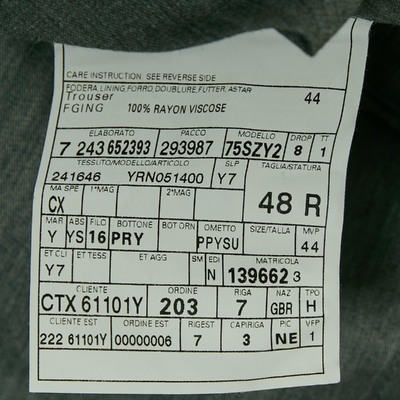 CARE INSTRUCTION SEE REVERSE SIDE
FODERA, LINING, FORRO, DOUBLURE, FUTTER, ASTAR
Trouser 44
FGING 100% RAYON VISCOSE
ELABORATO PACCO MODELLO DROP TT
7 243 652393 293987 75SZY2 8 1
TESSUTO/MODELLO/ARTICOLO SLP TAGLIA/STATURA
241646 YRN051400 Y7
MA SPE 1*MAG 2*MAG 48 R
CX
MAR ABS FILO BOTTONE BOT ORN OMETTO SIZE/TALLA MVP
Y YS 16 PRY PPYSU 44
ET CLI ET TESS ET AGG SM EDI MATRICOLA
Y7 N 139662 3
CLIENTE ORDINE RIGA NAZ TPO
CTX 61101Y 203 7 GBR H
CLIENTE EST ORDINE EST RIGEST CAPIRIGA PIC VFP
222 61101Y 00000006 7 3 NE 1